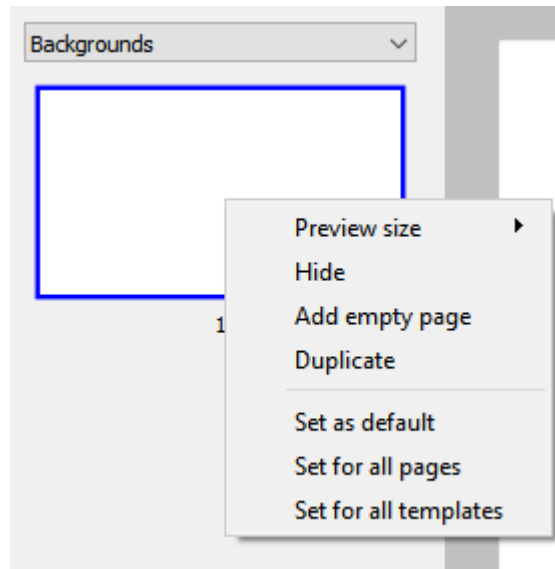 Backgrounds
1
Preview size
Hide
Add empty page
Duplicate
Set as default
Set for all pages
Set for all templates